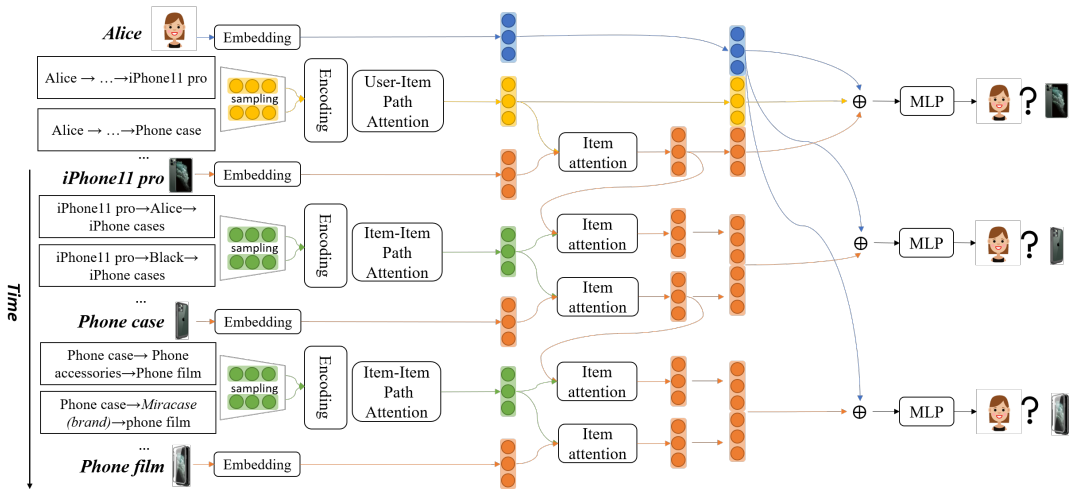 Alice
Embedding
Alice → …→iPhone11 pro
Alice → …→Phone case
...
sampling
Encoding
User-Item
Path
Attention
Item
attention
⊕
MLP
?
iPhone11 pro
Embedding
iPhone11 pro→Alice→
iPhone cases
iPhone11 pro→Black→
iPhone cases
...
sampling
Encoding
Item-Item
Path
Attention
Item
attention
Item
attention
⊕
MLP
?
Time
Phone case
Embedding
Phone case→ Phone
accessories→Phone film
Phone case→Miracase
(brand)→phone film
...
sampling
Encoding
Item-Item
Path
Attention
Item
attention
Item
attention
⊕
MLP
?
Phone film
Embedding